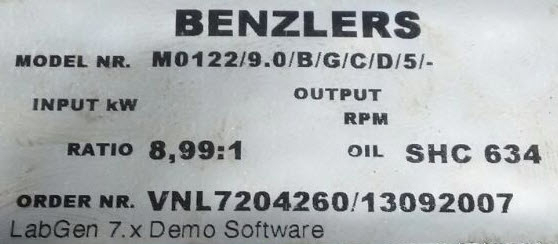 BENZLERS
MODEL NR. M0122/9.0/B/G/C/D/5/-
INPUT kW OUTPUT RPM
RATIO 8,99:1 OIL SHC 634
ORDER NR. VNL7204260/13092007
LabGen 7.x Demo Software